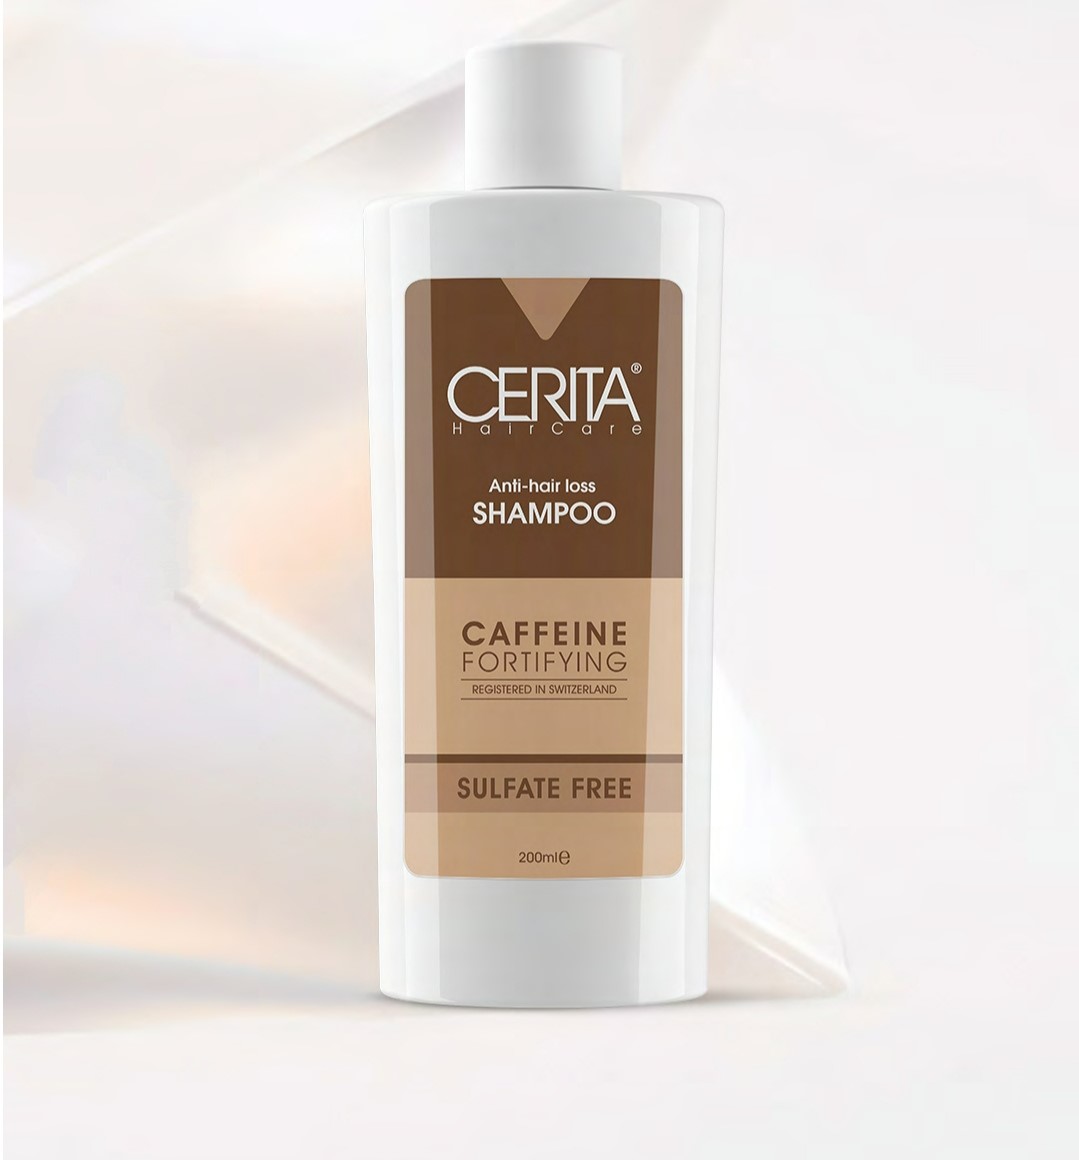 CERITA®
HairCare
Anti-hair loss
SHAMPOO
CAFFEINE
FORTIFYING
REGISTERED IN SWITZERLAND
SULFATE FREE
200ml℮